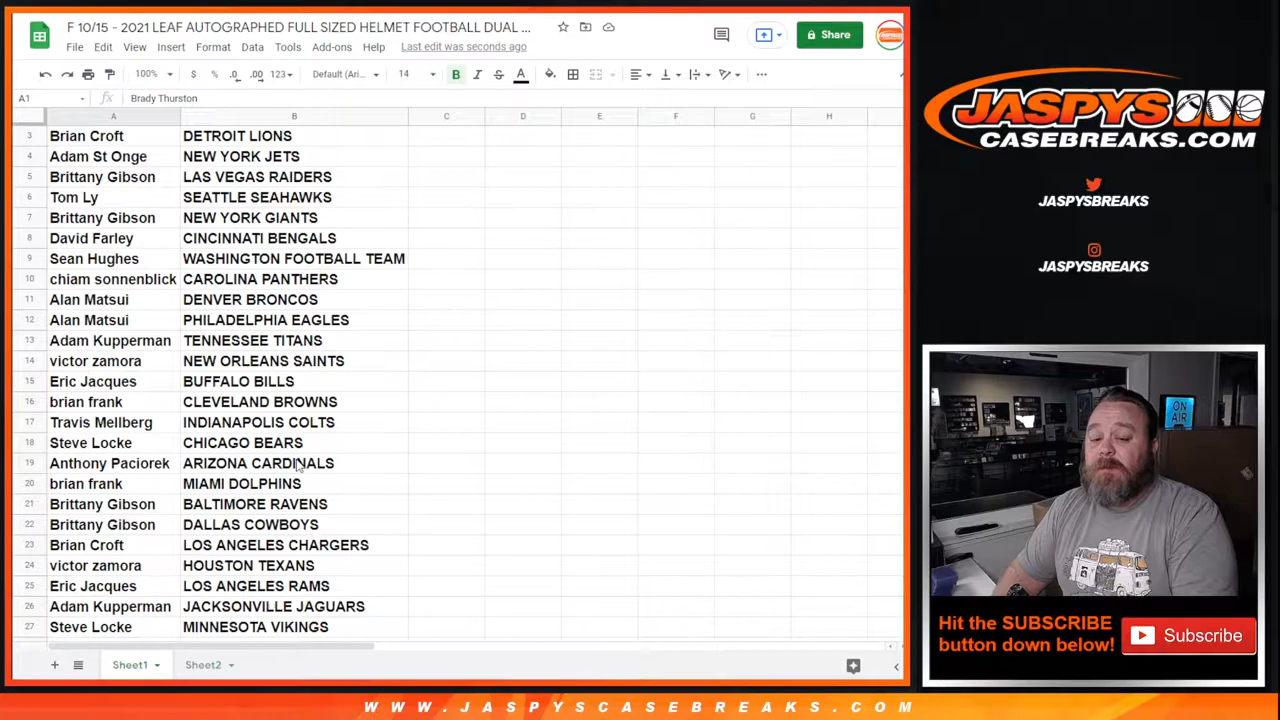 F 10/15 - 2021 LEAF AUTOGRAPHED FULL SIZED HELMET FOOTBALL DUAL ...
File Edit View Insert Format Data Tools Add-ons Help Last edit was seconds ago
Share
100% $ % .0 .00 123 Default (Ari... 14 B I S A
A1 fx Brady Thurston
A B C D E F G H
3 Brian Croft DETROIT LIONS
4 Adam St Onge NEW YORK JETS
5 Brittany Gibson LAS VEGAS RAIDERS
6 Tom Ly SEATTLE SEAHAWKS
7 Brittany Gibson NEW YORK GIANTS
8 David Farley CINCINNATI BENGALS
9 Sean Hughes WASHINGTON FOOTBALL TEAM
10 chiam sonnenblick CAROLINA PANTHERS
11 Alan Matsui DENVER BRONCOS
12 Alan Matsui PHILADELPHIA EAGLES
13 Adam Kupperman TENNESSEE TITANS
14 victor zamora NEW ORLEANS SAINTS
15 Eric Jacques BUFFALO BILLS
16 brian frank CLEVELAND BROWNS
17 Travis Mellberg INDIANAPOLIS COLTS
18 Steve Locke CHICAGO BEARS
19 Anthony Paciorek ARIZONA CARDINALS
20 brian frank MIAMI DOLPHINS
21 Brittany Gibson BALTIMORE RAVENS
22 Brittany Gibson DALLAS COWBOYS
23 Brian Croft LOS ANGELES CHARGERS
24 victor zamora HOUSTON TEXANS
25 Eric Jacques LOS ANGELES RAMS
26 Adam Kupperman JACKSONVILLE JAGUARS
27 Steve Locke MINNESOTA VIKINGS
Sheet1 Sheet2
JASPYS
CASEBREAKS.COM
JASPYSBREAKS
JASPYSBREAKS
ON
AIR
Hit the SUBSCRIBE
button down below!
Subscribe
WWW.JASPYSCASEBREAKS.COM